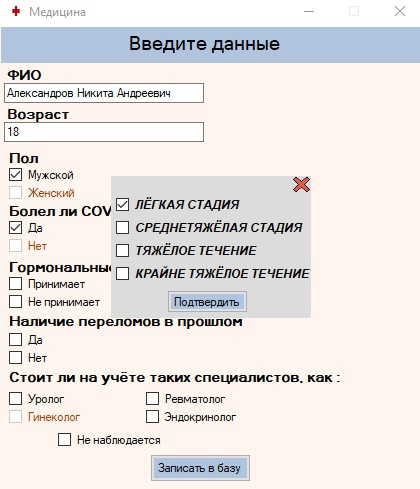 Медицина
Введите данные
ФИО
Александров Никита Андреевич
Возраст
18
Пол
Мужской
Женский
Болел ли COV
Да
Нет
ЛЁГКАЯ СТАДИЯ
СРЕДНЕТЯЖЁЛАЯ СТАДИЯ
ТЯЖЁЛОЕ ТЕЧЕНИЕ
КРАЙНЕ ТЯЖЁЛОЕ ТЕЧЕНИЕ
Подтвердить
Гормональные
Принимает
Не принимает
Наличие переломов в прошлом
Да
Нет
Стоит ли на учёте таких специалистов, как :
Уролог Ревматолог
Гинеколог Эндокринолог
Не наблюдается
Записать в базу